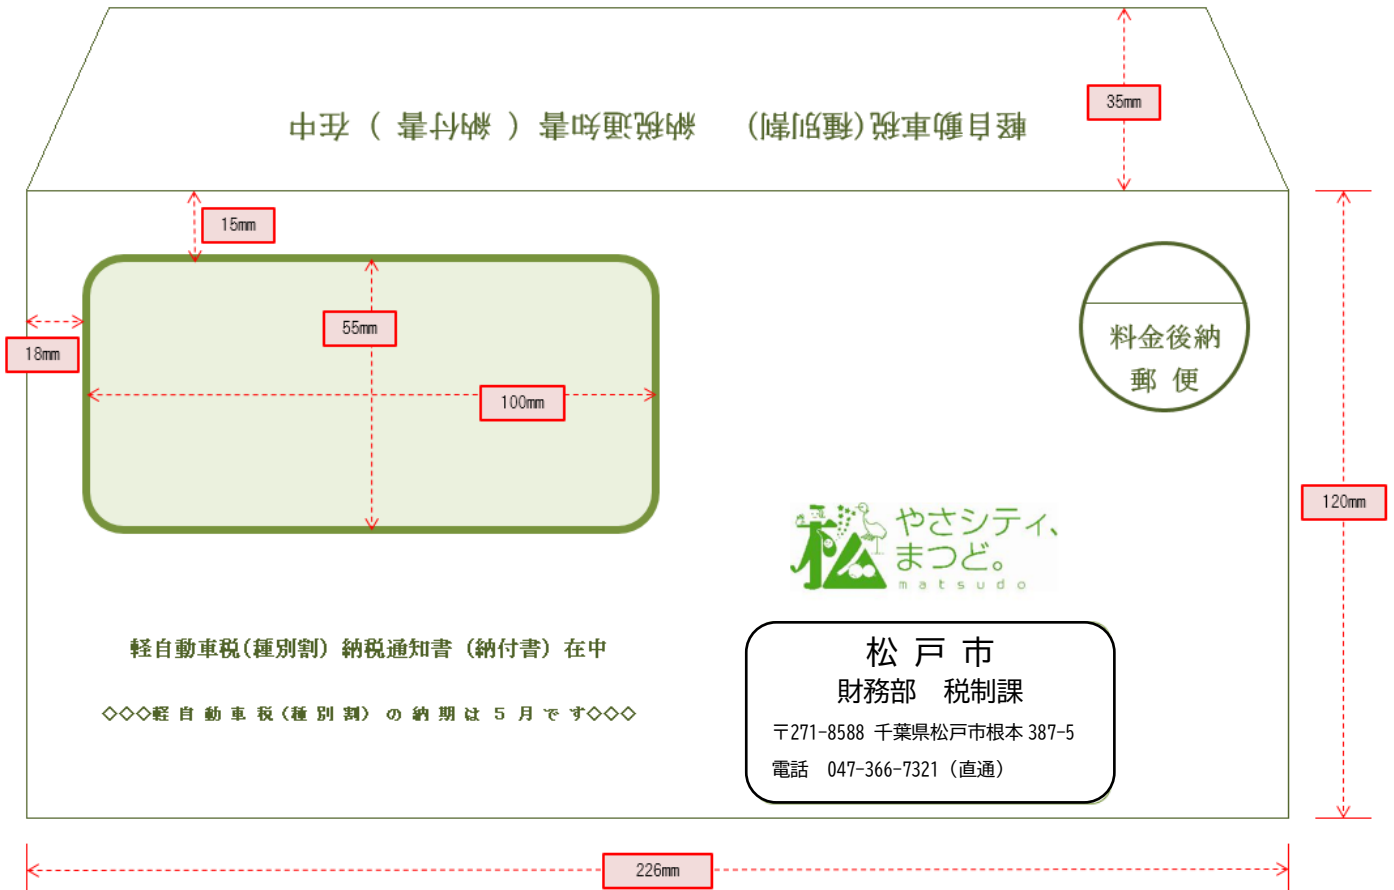 35mm
軽自動車税(種別割) 納税通知書 ( 納付書 ) 在中
15mm
18mm
55mm
100mm
料金後納
郵 便
120mm
やさシティ、
まつど。
matsudo
軽自動車税(種別割) 納税通知書 (納付書) 在中
◇◇◇軽自動車税(種別割) の納期は5月です◇◇◇
松戸市
財務部 税制課
〒271-8588 千葉県松戸市根本 387-5
電話 047-366-7321(直通)
226mm